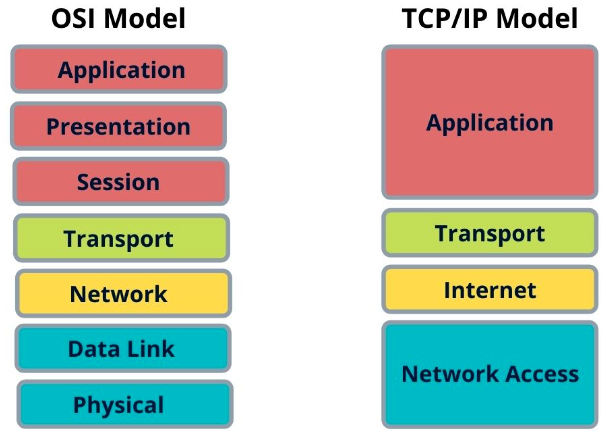 OSI Model
Application
Presentation
Session
Transport
Network
Data Link
Physical
TCP/IP Model
Application
Transport
Internet
Network Access